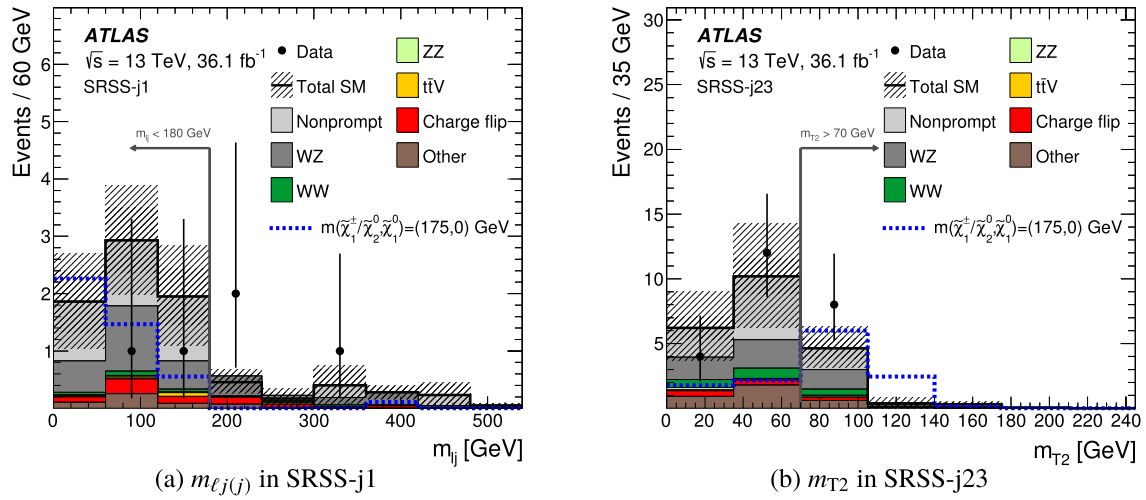 ATLAS
√s = 13 TeV, 36.1 fb⁻¹
SRSS-j1
Data
Total SM
Nonprompt
WZ
WW
ZZ
tt̄V
Charge flip
Other
m(χ̃₁±/χ̃₂⁰,χ̃₁⁰)=(175,0) GeV
m_lj < 180 GeV
Events / 60 GeV
6
5
4
3
2
1
0 100 200 300 400 500
m_lj [GeV]
(a) m_ℓj(j) in SRSS-j1
ATLAS
√s = 13 TeV, 36.1 fb⁻¹
SRSS-j23
Data
Total SM
Nonprompt
WZ
WW
ZZ
tt̄V
Charge flip
Other
m(χ̃₁±/χ̃₂⁰,χ̃₁⁰)=(175,0) GeV
m_T2 > 70 GeV
Events / 35 GeV
30
25
20
15
10
5
0
0 20 40 60 80 100 120 140 160 180 200 220 240
m_T2 [GeV]
(b) m_T2 in SRSS-j23